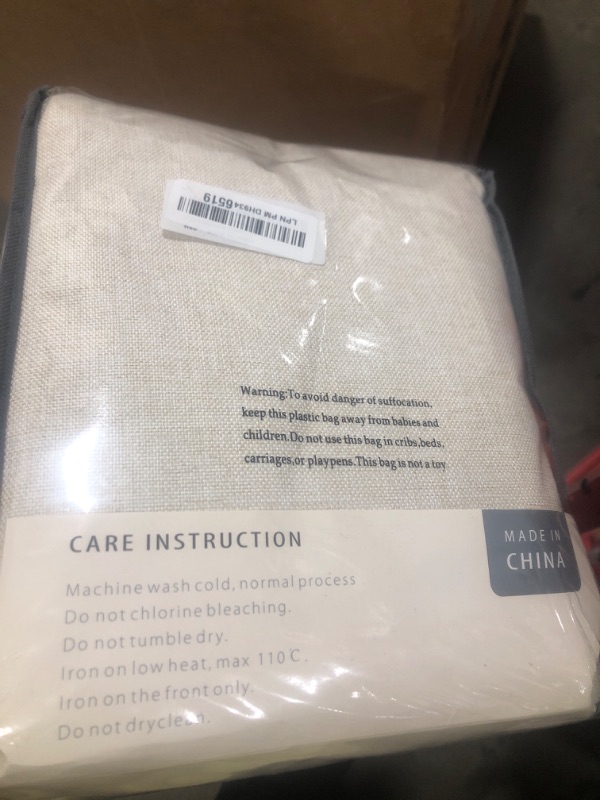 LPN PM DH9346519
Warning:To avoid danger of suffocation,
keep this plastic bag away from babies and
children.Do not use this bag in cribs,beds,
carriages,or playpens.This bag is not a toy
CARE INSTRUCTION
MADE IN
CHINA
Machine wash cold, normal process
Do not chlorine bleaching.
Do not tumble dry.
Iron on low heat, max 110℃.
Iron on the front only.
Do not dryclean.